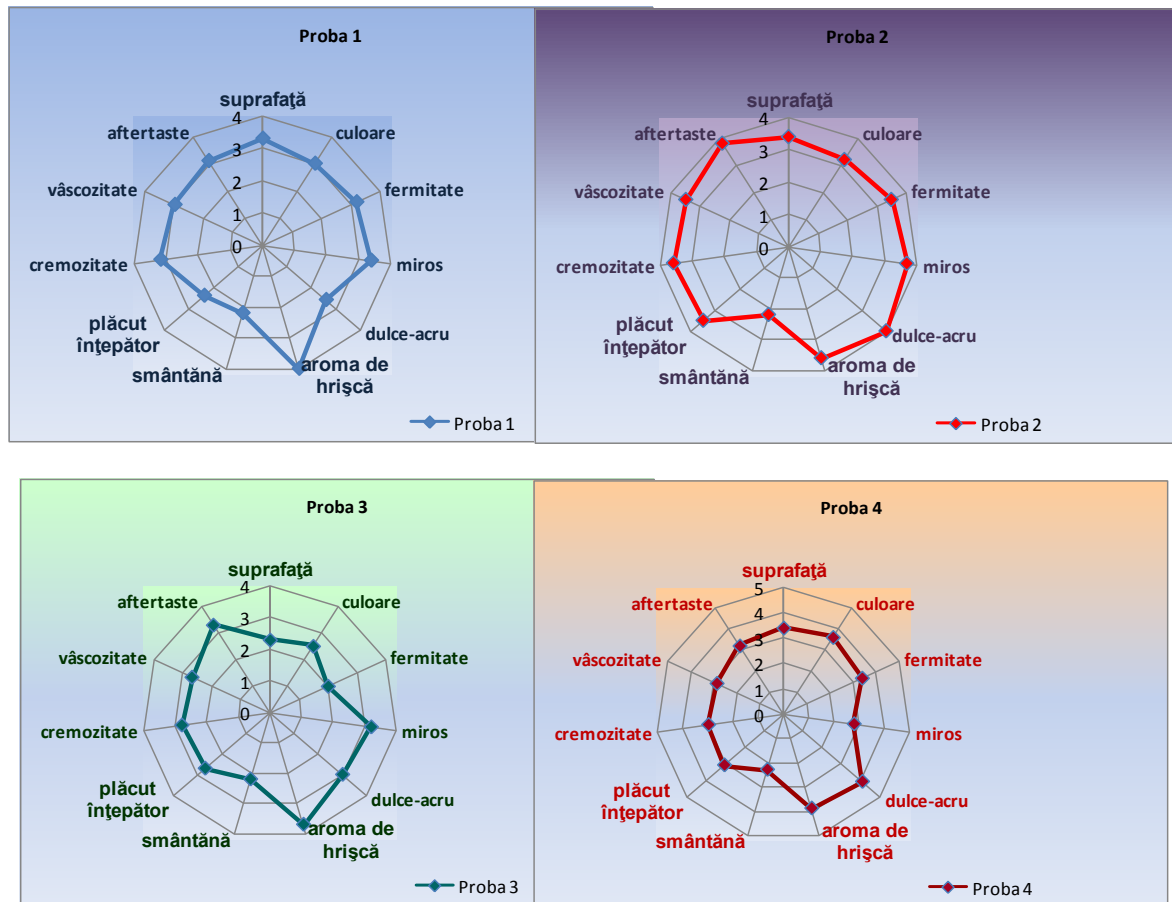 Proba 1
suprafaţă
culoare
fermitate
miros
dulce-acru
aroma de
hrişcă
smântănă
plăcut
înţepător
cremozitate
vâscozitate
aftertaste
4
3
2
1
0
Proba 1
Proba 2
suprafaţă
culoare
fermitate
miros
dulce-acru
aroma de
hrişcă
smântănă
plăcut
înţepător
cremozitate
vâscozitate
aftertaste
4
3
2
1
0
Proba 2
Proba 3
suprafaţă
culoare
fermitate
miros
dulce-acru
aroma de
hrişcă
smântănă
plăcut
înţepător
cremozitate
vâscozitate
aftertaste
4
3
2
1
0
Proba 3
Proba 4
suprafaţă
culoare
fermitate
miros
dulce-acru
aroma de
hrişcă
smântănă
plăcut
înţepător
cremozitate
vâscozitate
aftertaste
5
4
3
2
1
0
Proba 4